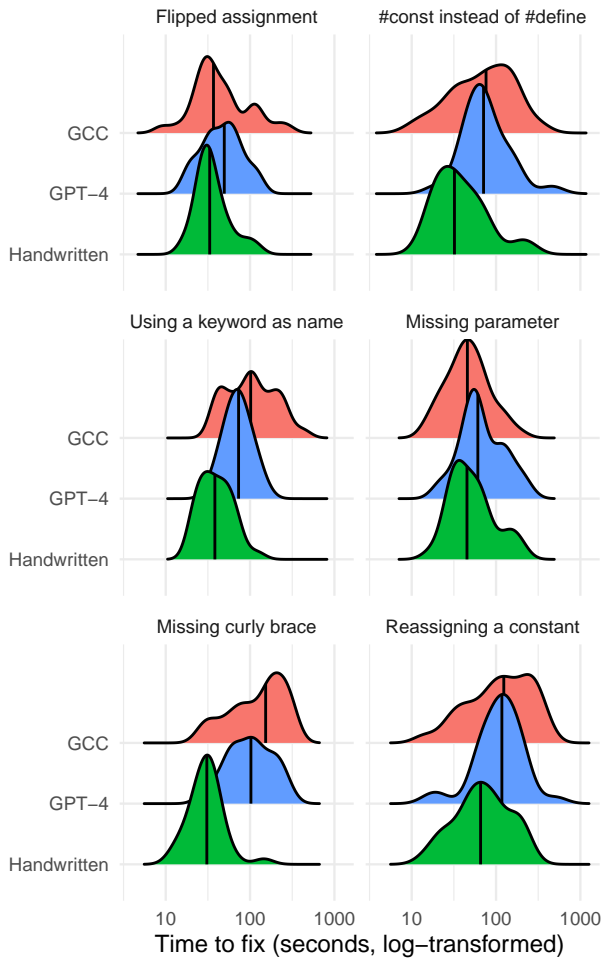 Flipped assignment
#const instead of #define
GCC
GPT−4
Handwritten
Using a keyword as name
Missing parameter
GCC
GPT−4
Handwritten
Missing curly brace
Reassigning a constant
GCC
GPT−4
Handwritten
10 100 1000 10 100 1000
Time to fix (seconds, log−transformed)